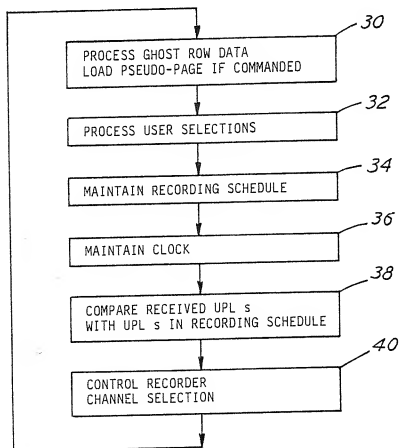 30
PROCESS GHOST ROW DATA
LOAD PSEUDO-PAGE IF COMMANDED
32
PROCESS USER SELECTIONS
34
MAINTAIN RECORDING SCHEDULE
36
MAINTAIN CLOCK
38
COMPARE RECEIVED UPL s
WITH UPL s IN RECORDING SCHEDULE
40
CONTROL RECORDER
CHANNEL SELECTION